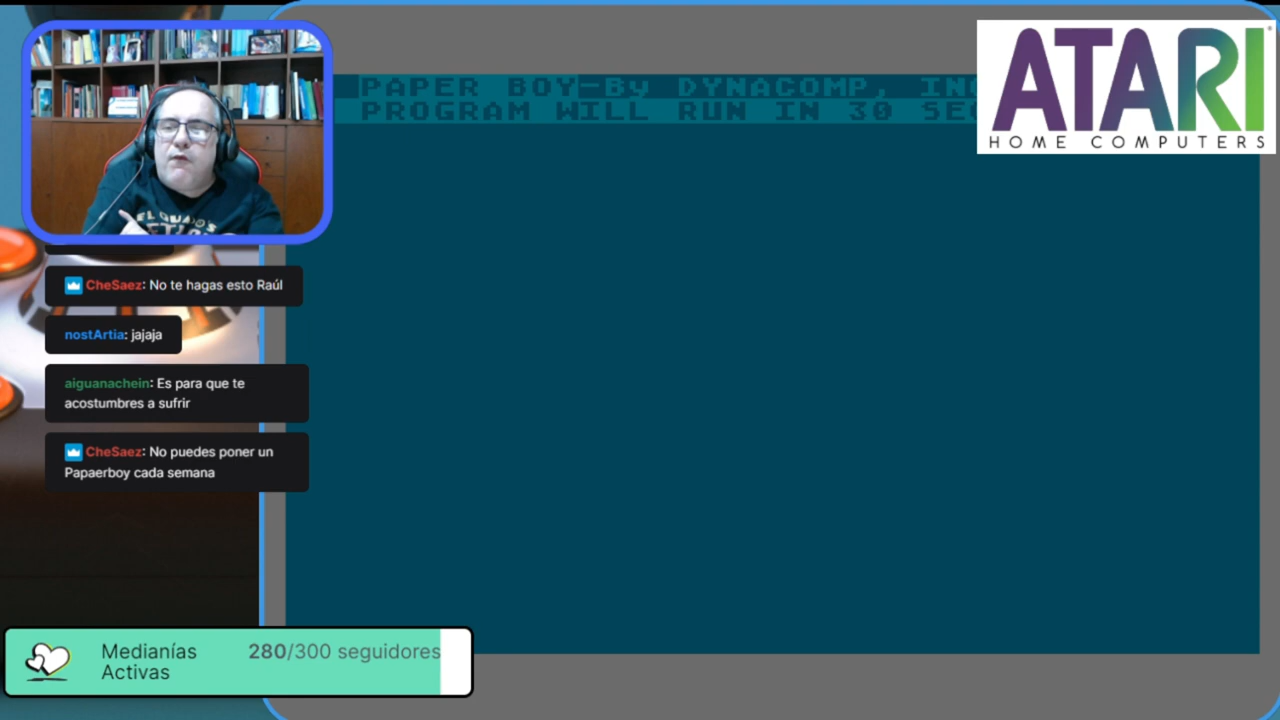 PAPER BOY-By DYNACOMP, INC
PROGRAM WILL RUN IN 30 SEC
ATARI
HOME COMPUTERS
CheSaez: No te hagas esto Raúl
nostArtia: jajaja
aiguanachein: Es para que te
acostumbres a sufrir
CheSaez: No puedes poner un
Papaerboy cada semana
Medianías
Activas
280/300 seguidores